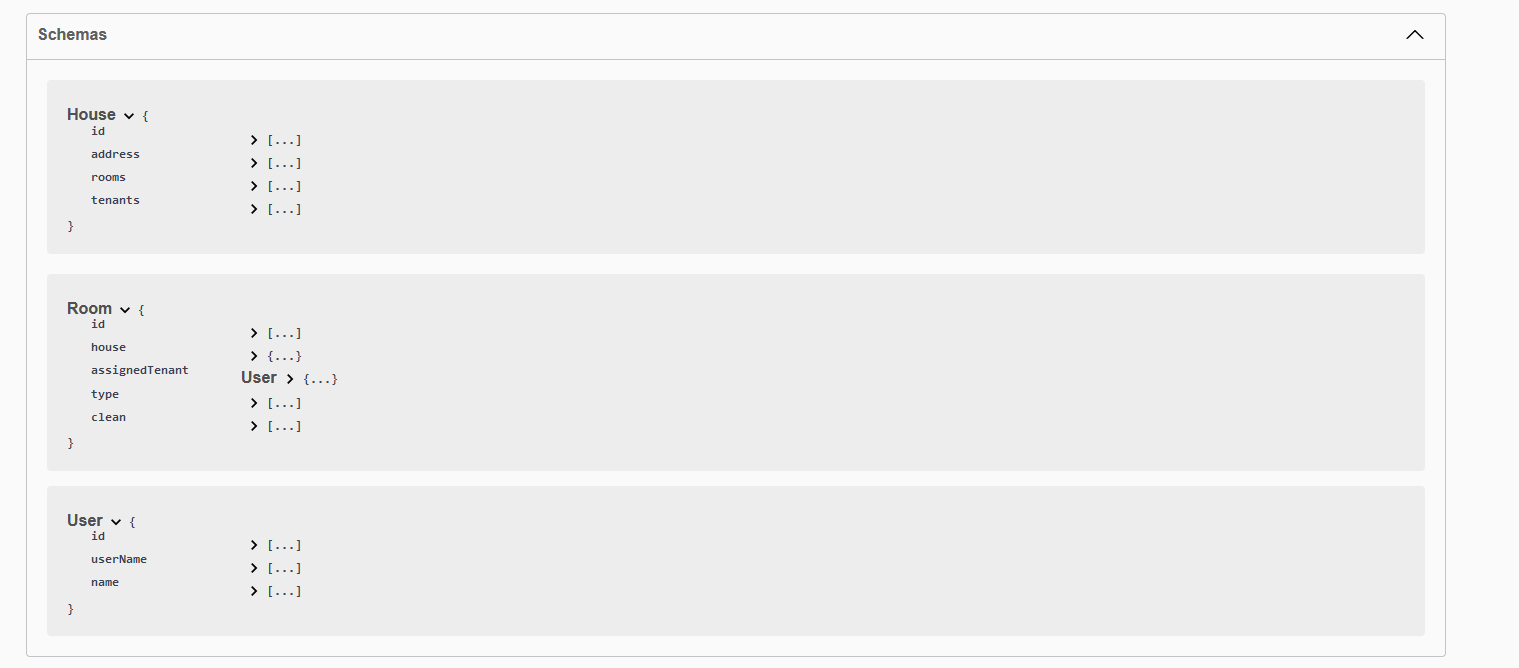 Schemas
House {
id [...]
address [...]
rooms [...]
tenants [...]
}
Room {
id [...]
house {...}
assignedTenant User {...}
type [...]
clean [...]
}
User {
id [...]
userName [...]
name [...]
}